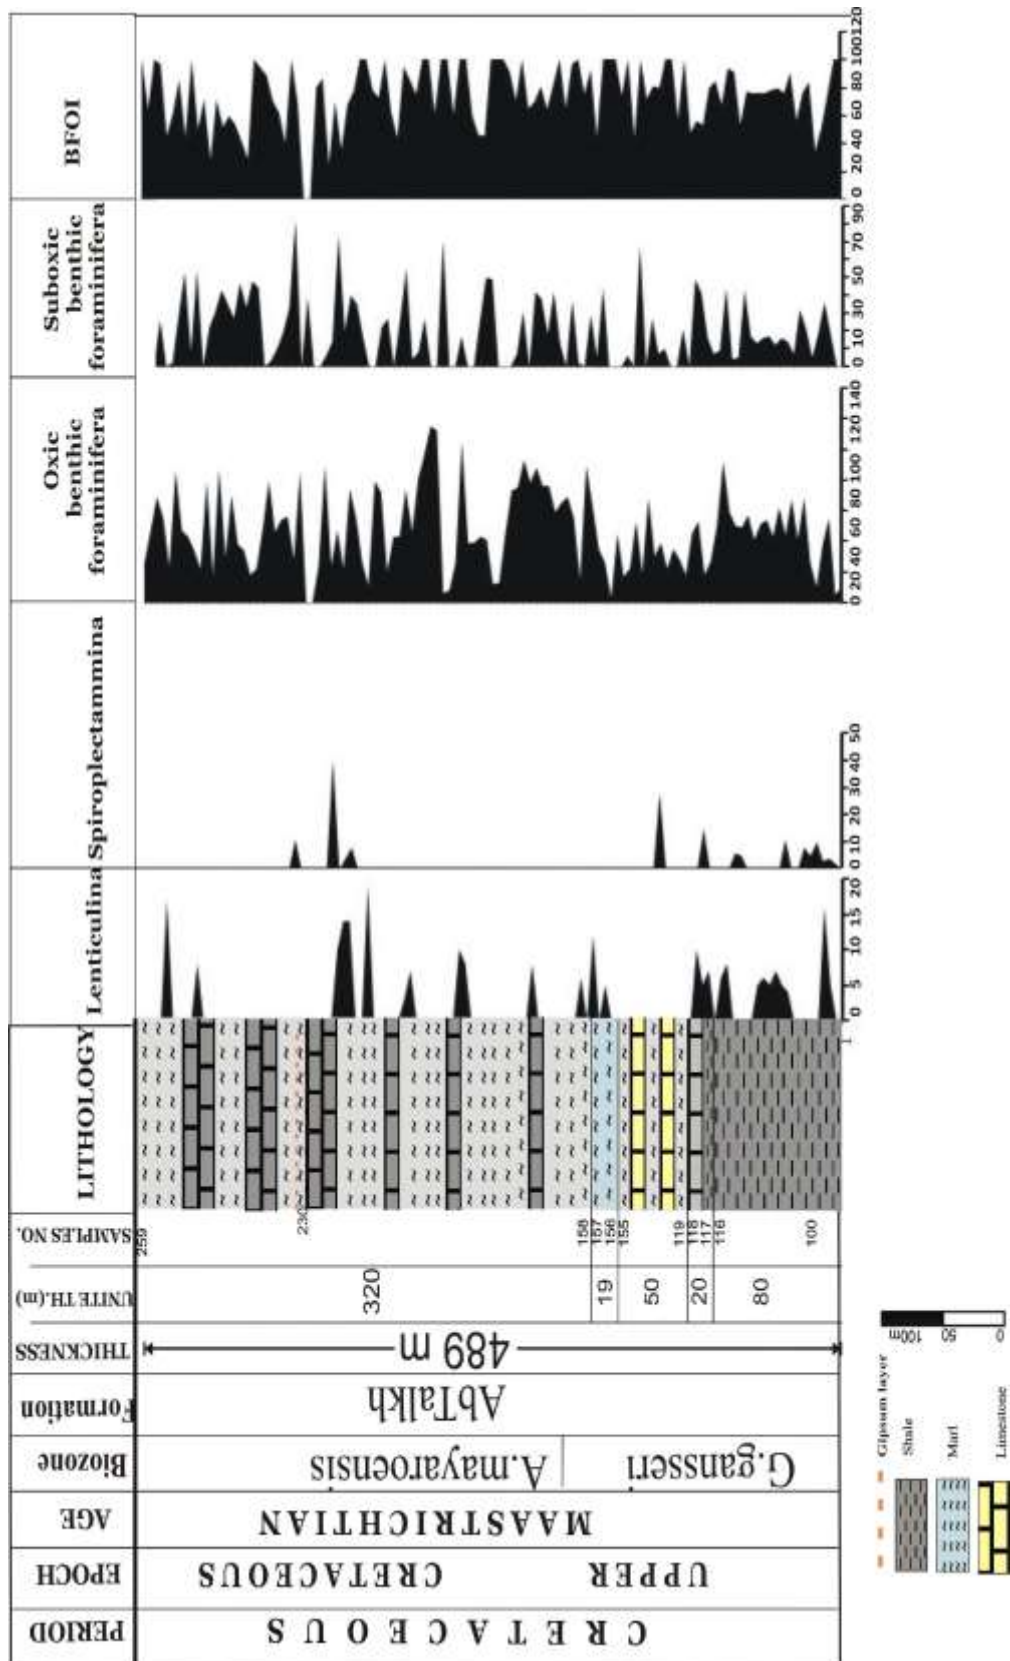 PERIOD
CRETACEOUS
EPOCH
UPPER CRETACEOUS
AGE
MAASTRICHTIAN
Biozone
G.gansseri
A.mayaroensis
Formation
AbTalkh
THICKNESS
489 m
UNITE TH.(m)
320
19
50
20
80
SAMPLES NO.
259
230
158
157
156
155
119
118
117
116
100
1
LITHOLOGY
Lenticulina
0 5 10 15 20
Spiroplectammina
0 10 20 30 40 50
Oxic
benthic
foraminifera
0 20 40 60 80 100 120 140
Suboxic
benthic
foraminifera
0 10 30 50 70 90
BFOI
0 20 40 60 80 100 120
Gipsum layer
Shale
Marl
Limestone
0 50 100m